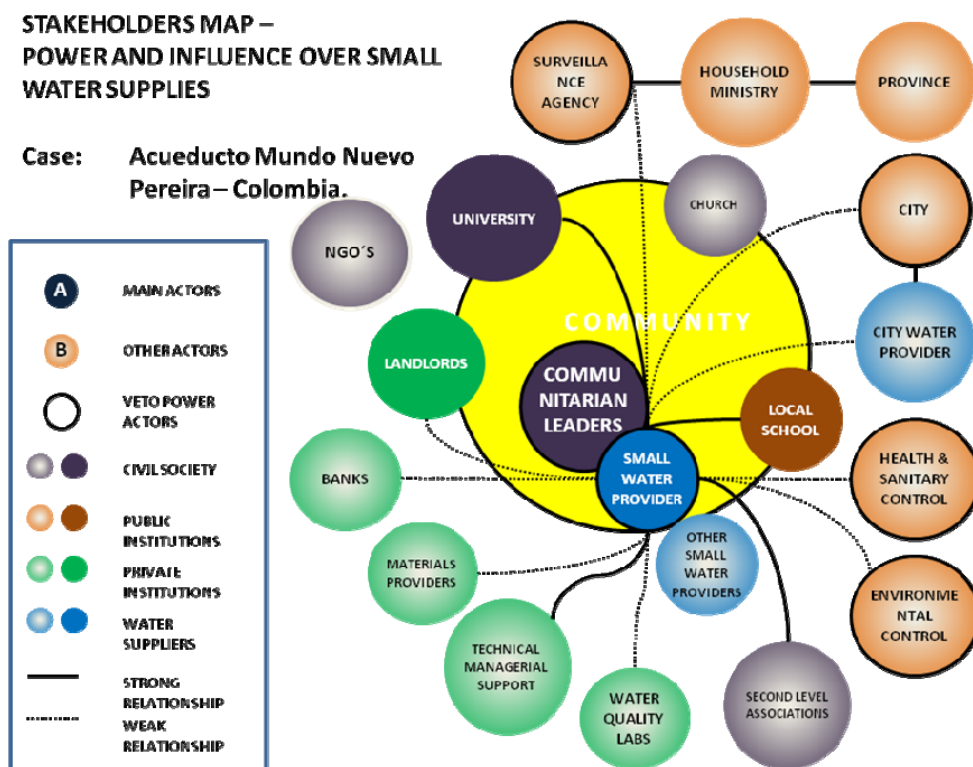 STAKEHOLDERS MAP –
POWER AND INFLUENCE OVER SMALL
WATER SUPPLIES
Case: Acueducto Mundo Nuevo
Pereira – Colombia.
A
MAIN ACTORS
B
OTHER ACTORS
VETO POWER
ACTORS
CIVIL SOCIETY
PUBLIC
INSTITUTIONS
PRIVATE
INSTITUTIONS
WATER
SUPPLIERS
STRONG
RELATIONSHIP
WEAK
RELATIONSHIP
SURVEILLA
NCE
AGENCY
HOUSEHOLD
MINISTRY
PROVINCE
UNIVERSITY
CHURCH
CITY
NGO´S
COMMUNITY
CITY WATER
PROVIDER
LANDLORDS
COMMU
NITARIAN
LEADERS
LOCAL
SCHOOL
SMALL
WATER
PROVIDER
BANKS
HEALTH &
SANITARY
CONTROL
MATERIALS
PROVIDERS
OTHER
SMALL
WATER
PROVIDERS
ENVIRONME
NTAL
CONTROL
TECHNICAL
MANAGERIAL
SUPPORT
WATER
QUALITY
LABS
SECOND LEVEL
ASSOCIATIONS